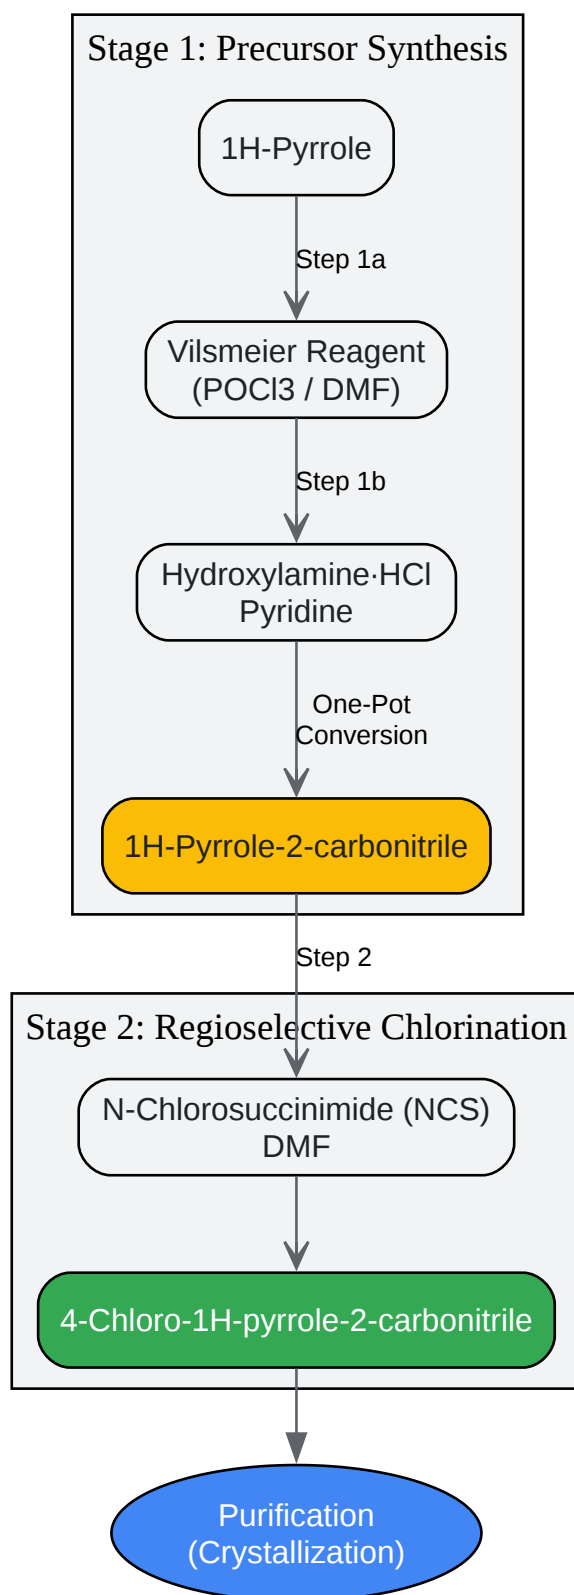 Stage 1: Precursor Synthesis
1H-Pyrrole
Step 1a
Vilsmeier Reagent
(POCl3 / DMF)
Step 1b
Hydroxylamine·HCl
Pyridine
One-Pot
Conversion
1H-Pyrrole-2-carbonitrile
Step 2
Stage 2: Regioselective Chlorination
N-Chlorosuccinimide (NCS)
DMF
4-Chloro-1H-pyrrole-2-carbonitrile
Purification
(Crystallization)